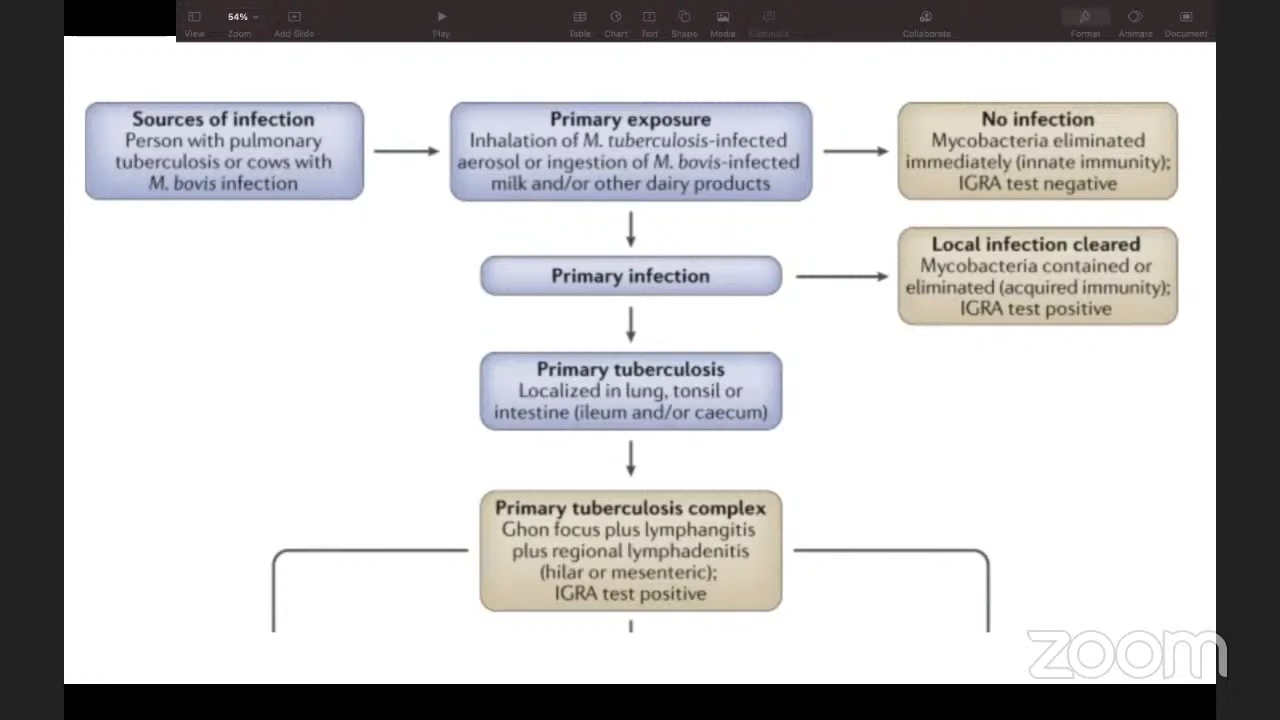 54%
View
Zoom
Add Slide
Play
Table
Chart
Text
Shape
Media
Comment
Collaborate
Format
Animate
Document
Sources of infection
Person with pulmonary
tuberculosis or cows with
M. bovis infection
Primary exposure
Inhalation of M. tuberculosis-infected
aerosol or ingestion of M. bovis-infected
milk and/or other dairy products
No infection
Mycobacteria eliminated
immediately (innate immunity);
IGRA test negative
Primary infection
Local infection cleared
Mycobacteria contained or
eliminated (acquired immunity);
IGRA test positive
Primary tuberculosis
Localized in lung, tonsil or
intestine (ileum and/or caecum)
Primary tuberculosis complex
Ghon focus plus lymphangitis
plus regional lymphadenitis
(hilar or mesenteric);
IGRA test positive
zoom